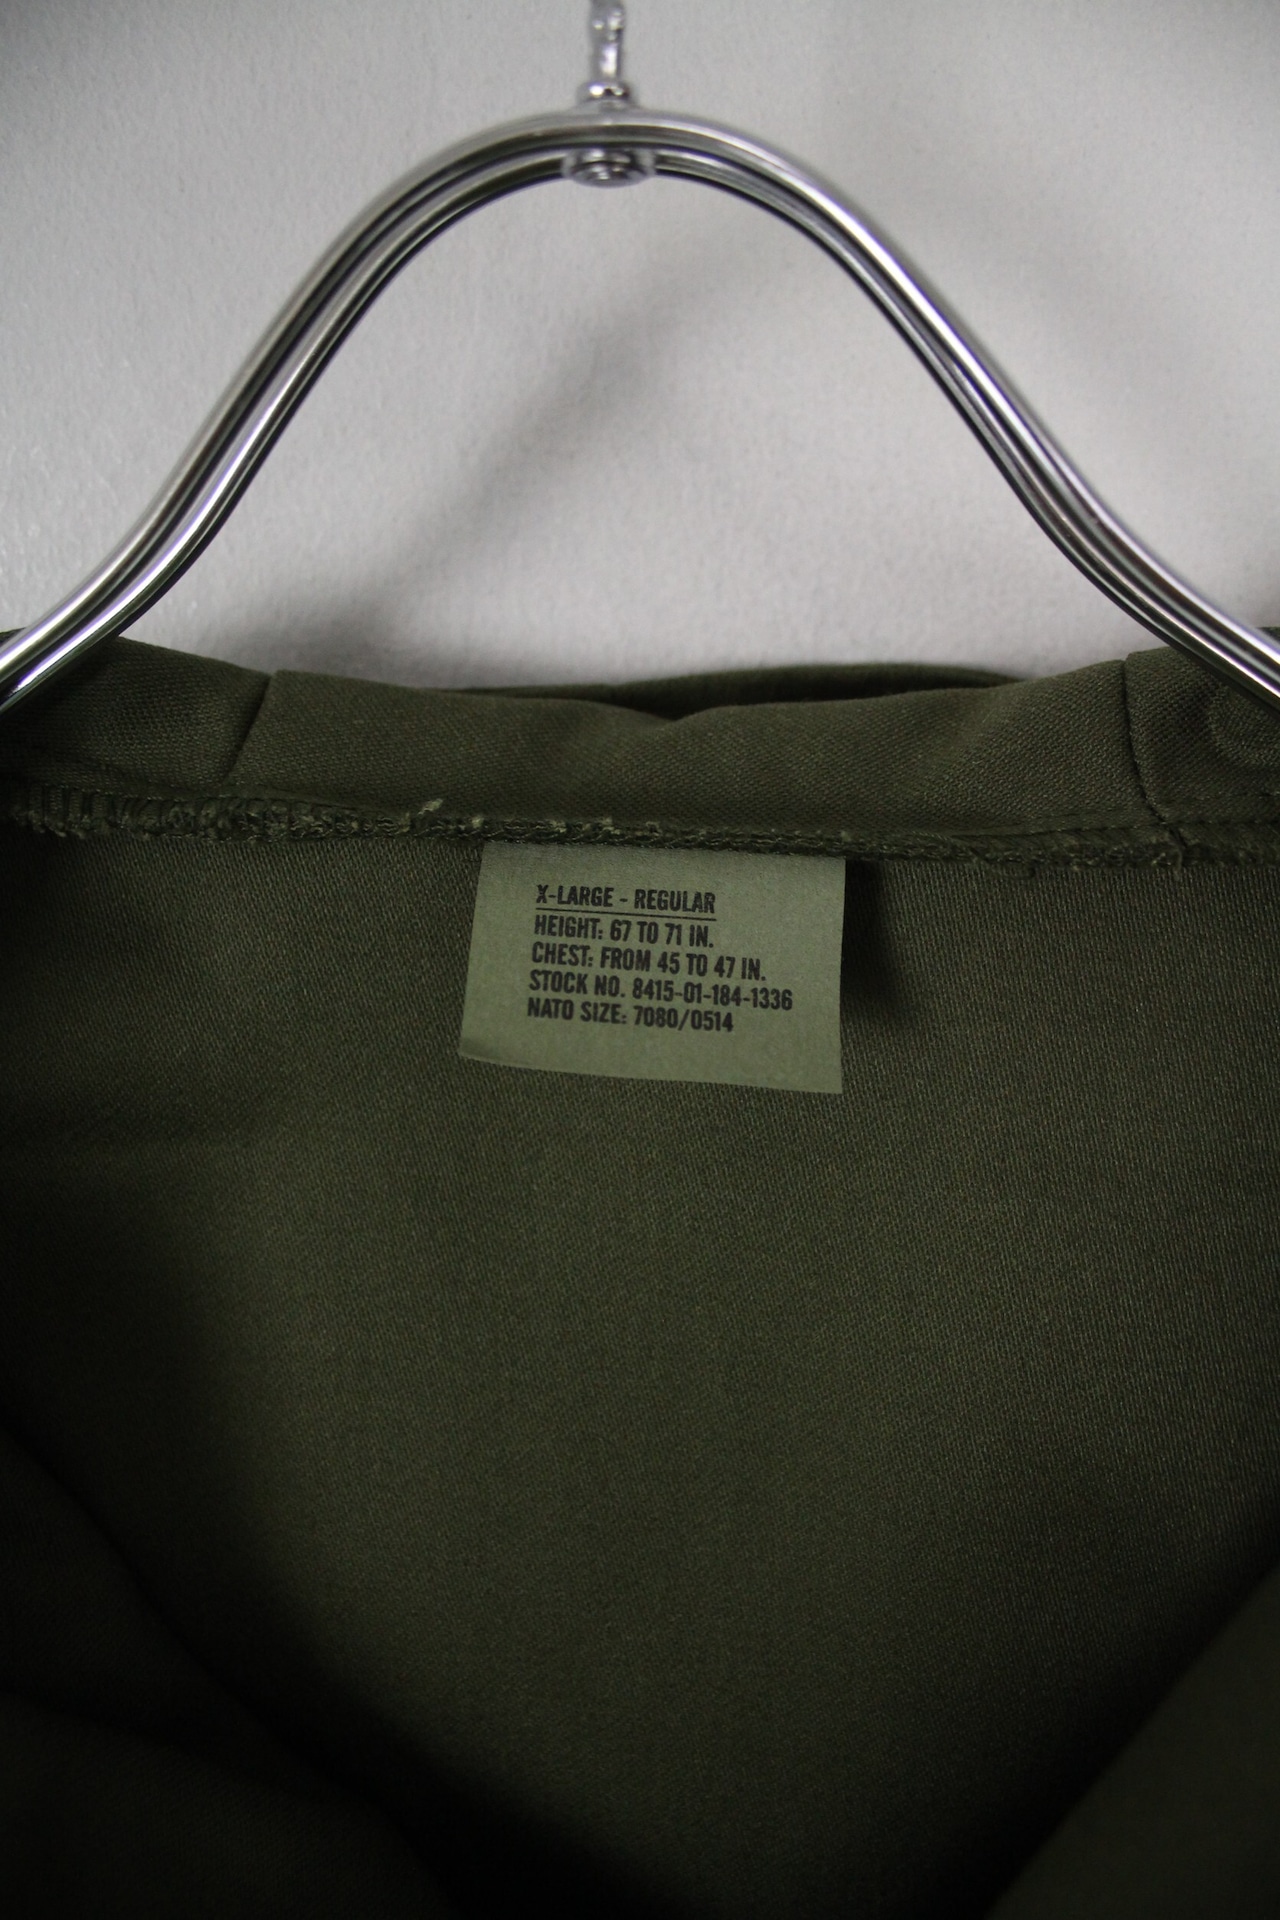 X-LARGE - REGULAR
HEIGHT: 67 TO 71 IN.
CHEST: FROM 45 TO 47 IN.
STOCK NO. 8415-01-184-1336
NATO SIZE: 7080/0514